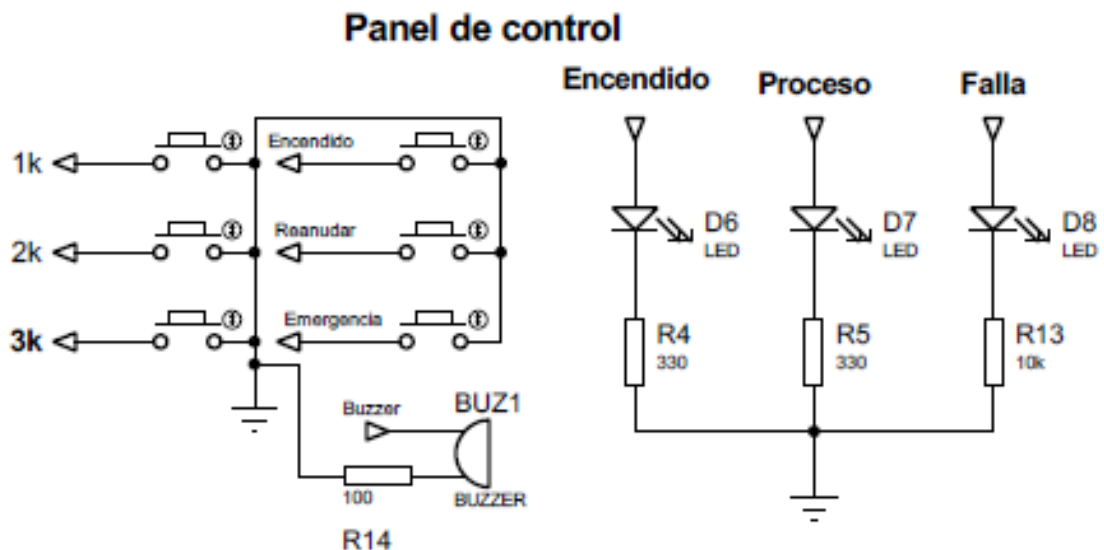 Panel de control
Encendido
Proceso
Falla
1k
Encendido
2k
Reanudar
3k
Emergencia
D6
LED
D7
LED
D8
LED
R4
330
R5
330
R13
10k
Buzzer
BUZ1
100
BUZZER
R14